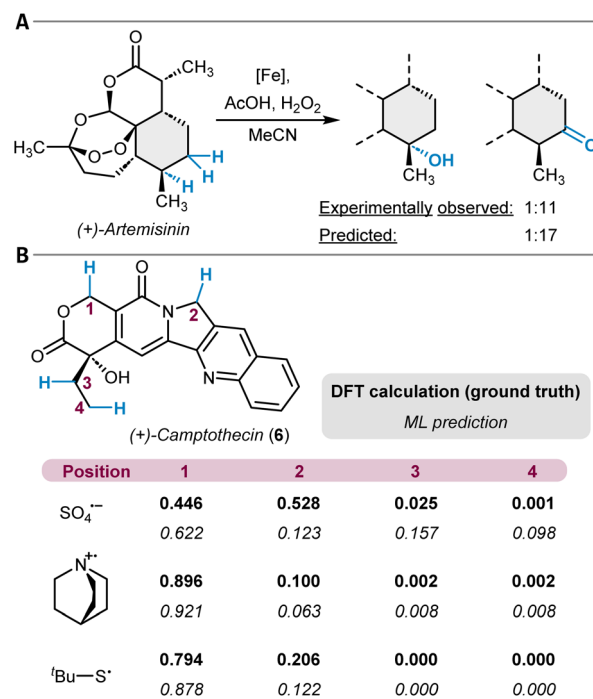 A
O
O
CH₃
[Fe],
AcOH, H₂O₂
MeCN
O
O
H₃C
O
O
H
H
H
CH₃
(+)-Artemisinin
OH
CH₃
O
CH₃
Experimentally observed: 1:11
Predicted: 1:17
B
H
O
H
1
2
O
N
O
3
OH
N
H
4
H
(+)-Camptothecin (6)
DFT calculation (ground truth)
ML prediction
Position 1 2 3 4
SO₄•− 0.446 0.528 0.025 0.001
0.622 0.123 0.157 0.098
N+• 0.896 0.100 0.002 0.002
0.921 0.063 0.008 0.008
ᵗBu—S• 0.794 0.206 0.000 0.000
0.878 0.122 0.000 0.000